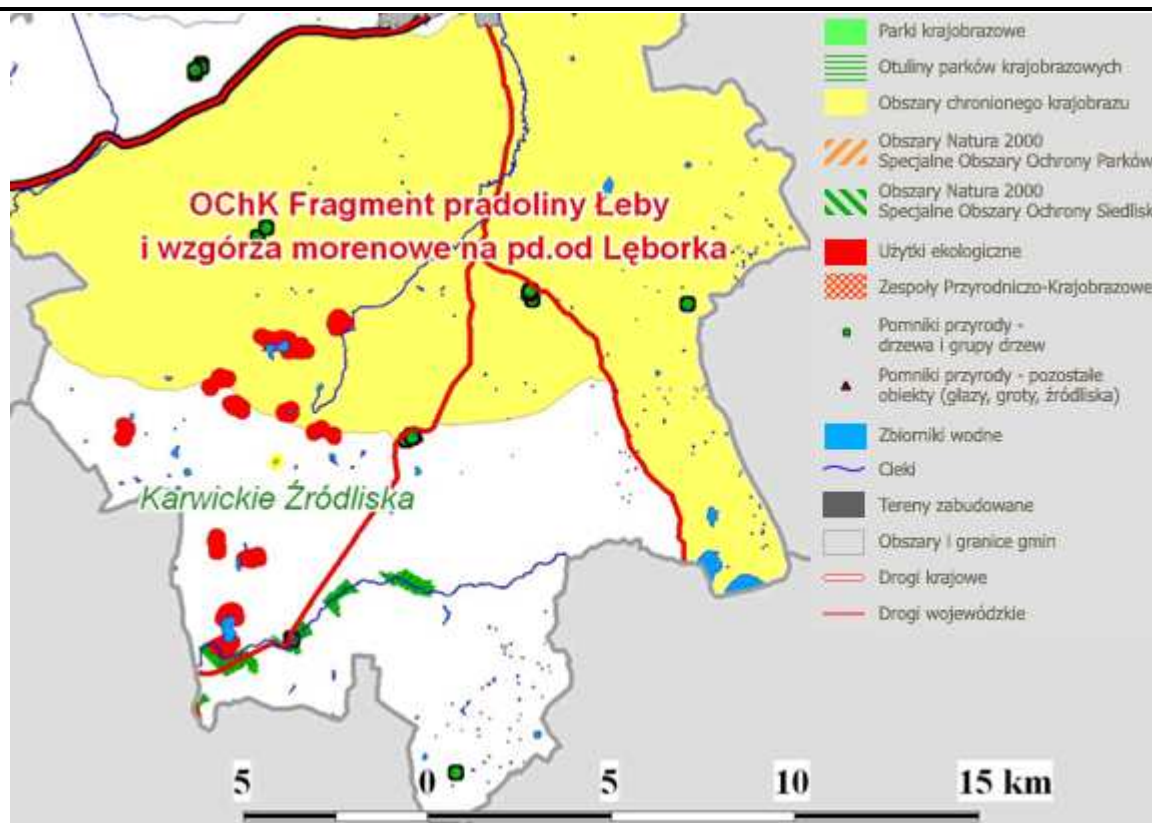 Parki krajobrazowe
Otuliny parków krajobrazowych
Obszary chronionego krajobrazu
Obszary Natura 2000
Specjalne Obszary Ochrony Parków
Obszary Natura 2000
Specjalne Obszary Ochrony Siedlisk
Użytki ekologiczne
Zespoły Przyrodniczo-Krajobrazowe
Pomniki przyrody -
drzewa i grupy drzew
Pomniki przyrody - pozostałe
obiekty (głazy, groty, źródliska)
Zbiorniki wodne
Cieki
Tereny zabudowane
Obszary i granice gmin
Drogi krajowe
Drogi wojewódzkie
OChK Fragment pradoliny Łeby
i wzgórza morenowe na pd.od Lęborka
Karwickie Źródliska
5 0 5 10 15 km